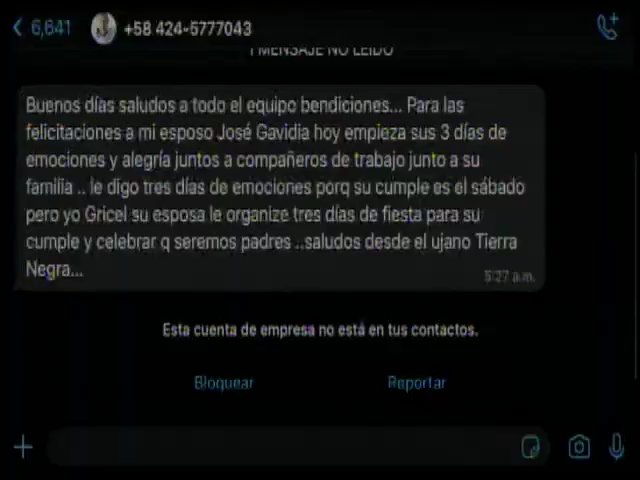 6,641
+58 424-5777043
1 MENSAJE NO LEÍDO
Buenos días saludos a todo el equipo bendiciones... Para las
felicitaciones a mi esposo José Gavidia hoy empieza sus 3 días de
emociones y alegría juntos a compañeros de trabajo junto a su
familia .. le digo tres días de emociones porq su cumple es el sábado
pero yo Gricel su esposa le organize tres días de fiesta para su
cumple y celebrar q seremos padres ..saludos desde el ujano Tierra
Negra...
5:27 a.m.
Esta cuenta de empresa no está en tus contactos.
Bloquear
Reportar